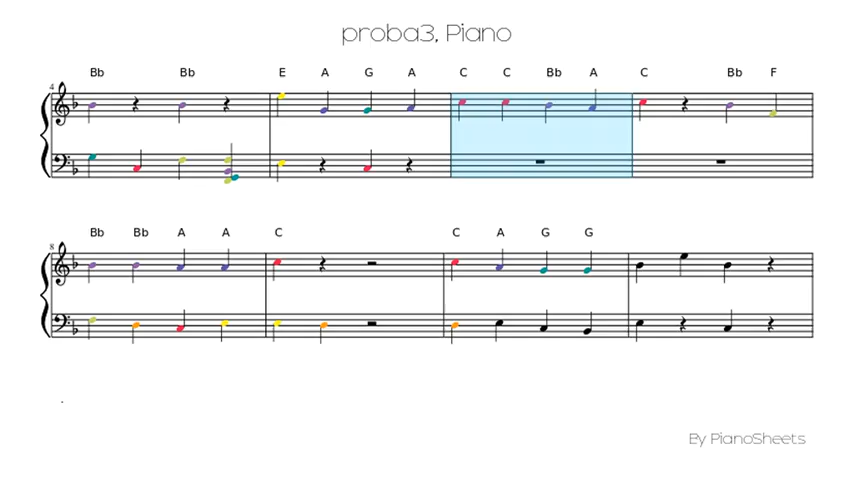 proba3, Piano
Bb Bb E A G A C C Bb A C Bb F
4
Bb Bb A A C C A G G
8
.
By PianoSheets